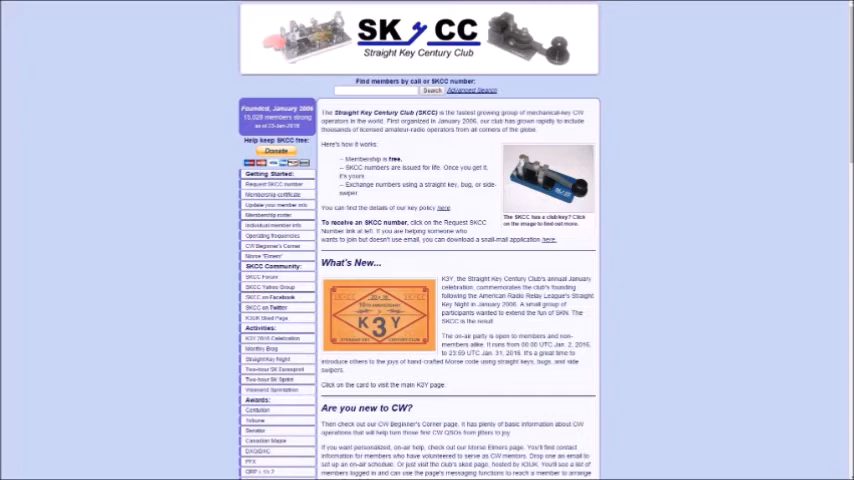 SKCC
Straight Key Century Club
Find members by call or SKCC number:
Search Advanced Search
Founded, January 2006
15,028 members strong
Help keep SKCC free:
Donate
Getting Started:
Request SKCC number
Membership certificate
Update your member info
Membership roster
Individual member info
Operating frequencies
CW Beginner's Corner
Morse "Elmers"
SKCC Community:
SKCC Forum
SKCC Yahoo Group
SKCC on Facebook
SKCC on Twitter
K3UK Sked Page
Activities:
K3Y 2016 Celebration
Monthly Brag
Straight Key Night
Two-hour SK Sprint
Weekend Sprintathon
Awards:
Centurion
Tribune
Senator
Canadian Maple
DXQ/DXC
PFX
The Straight Key Century Club (SKCC) is the fastest growing group of mechanical-key CW
operators in the world. First organized in January 2006, our club has grown rapidly to include
thousands of licensed amateur-radio operators from all corners of the globe.
Here's how it works:
-- Membership is free.
-- SKCC numbers are issued for life. Once you get it,
it's yours
-- Exchange numbers using a straight key, bug, or side-
swiper
You can find the details of our key policy here.
To receive an SKCC number, click on the Request SKCC
Number link at left. If you are helping someone who
wants to join but doesn't use email, you can download a snail-mail application here.
The SKCC has a club key? Click
on the image to find out more.
What's New...
K3Y
K3Y, the Straight Key Century Club's annual January
celebration, commemorates the club's founding
following the American Radio Relay League's Straight
Key Night in January 2006. A small group of
participants wanted to extend the fun of SKN. The
SKCC is the result.
The on-air party is open to members and non-
members alike. It runs from 00:00 UTC Jan. 2, 2016,
to 23:59 UTC Jan. 31, 2016. It's a great time to
introduce others to the joys of hand-crafted Morse code using straight keys, bugs, and side
swipers.
Click on the card to visit the main K3Y page.
Are you new to CW?
Then check out our CW Beginner's Corner page. It has plenty of basic information about CW
operations that will help turn those first CW QSOs from jitters to joy.
If you want personalized, on-air help, check out our Morse Elmers page. You'll find contact
information for members who have volunteered to serve as CW mentors. Drop one an email to
set up an on-air schedule. Or just visit the club's sked page, hosted by K3UK. You'll see a list of
members logged in and can use the page's messaging functions to reach a member to arrange